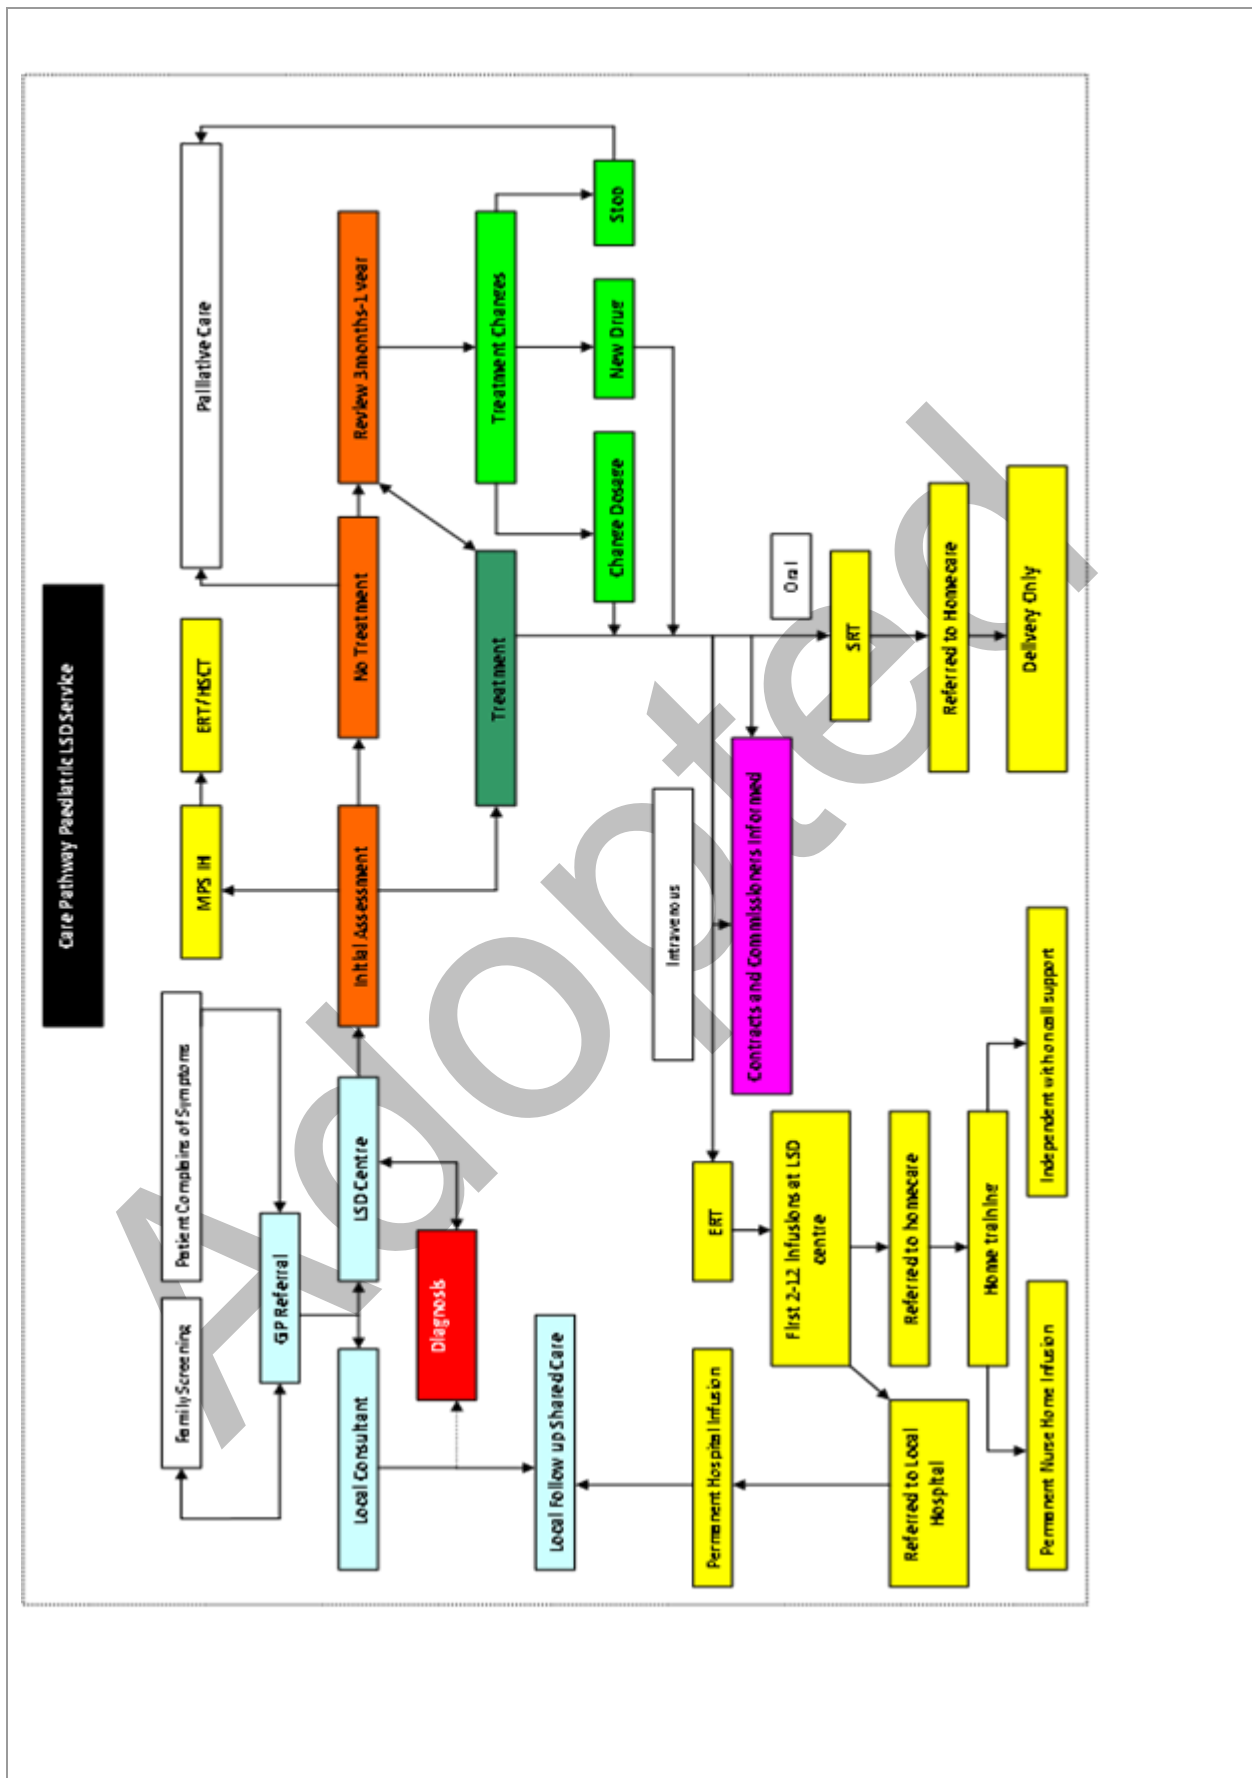 Care Pathway Paediatric LSD Service
Family Screening
Patient Complains of Symptoms
MPS IH
ERT/HSCT
Palliative Care
GP Referral
Local Consultant
LSD Centre
Initial Assessment
No Treatment
Review 3months-1 year
Diagnosis
Treatment
Treatment Changes
Local Follow up Shared Care
Change Dosage
New Drug
Stop
Intravenous
Permanent Hospital Infusion
ERT
Contracts and Commissioners Informed
Oral
First 2-12 Infusions at LSD
centre
SRT
Referred to Local
Hospital
Referred to homecare
Referred to Homecare
Home training
Delivery Only
Permanent Nurse Home Infusion
Independent with on call support
Adopted